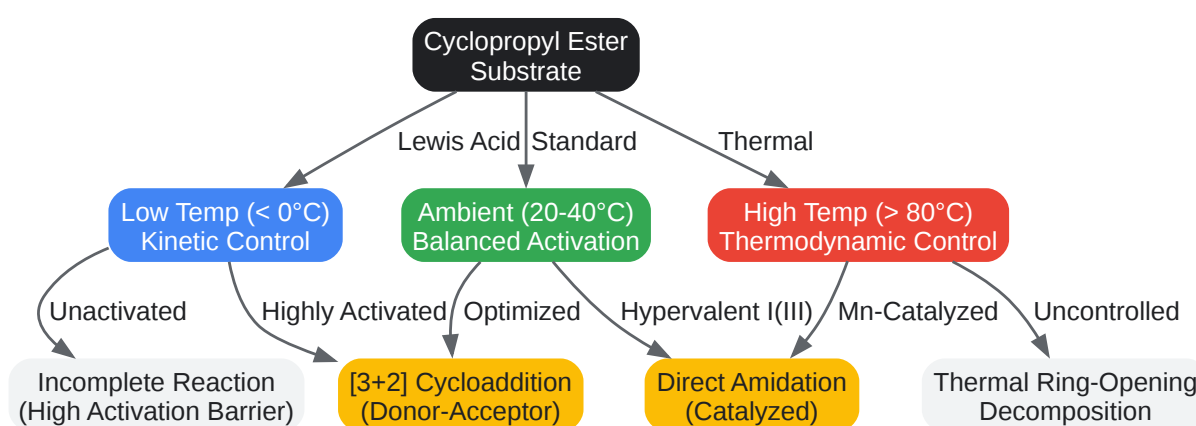 Cyclopropyl Ester
Substrate
Lewis Acid
Standard
Thermal
Low Temp (< 0°C)
Kinetic Control
Ambient (20-40°C)
Balanced Activation
High Temp (> 80°C)
Thermodynamic Control
Unactivated
Highly Activated
Optimized
Hypervalent I(III)
Mn-Catalyzed
Uncontrolled
Incomplete Reaction
(High Activation Barrier)
[3+2] Cycloaddition
(Donor-Acceptor)
Direct Amidation
(Catalyzed)
Thermal Ring-Opening
Decomposition